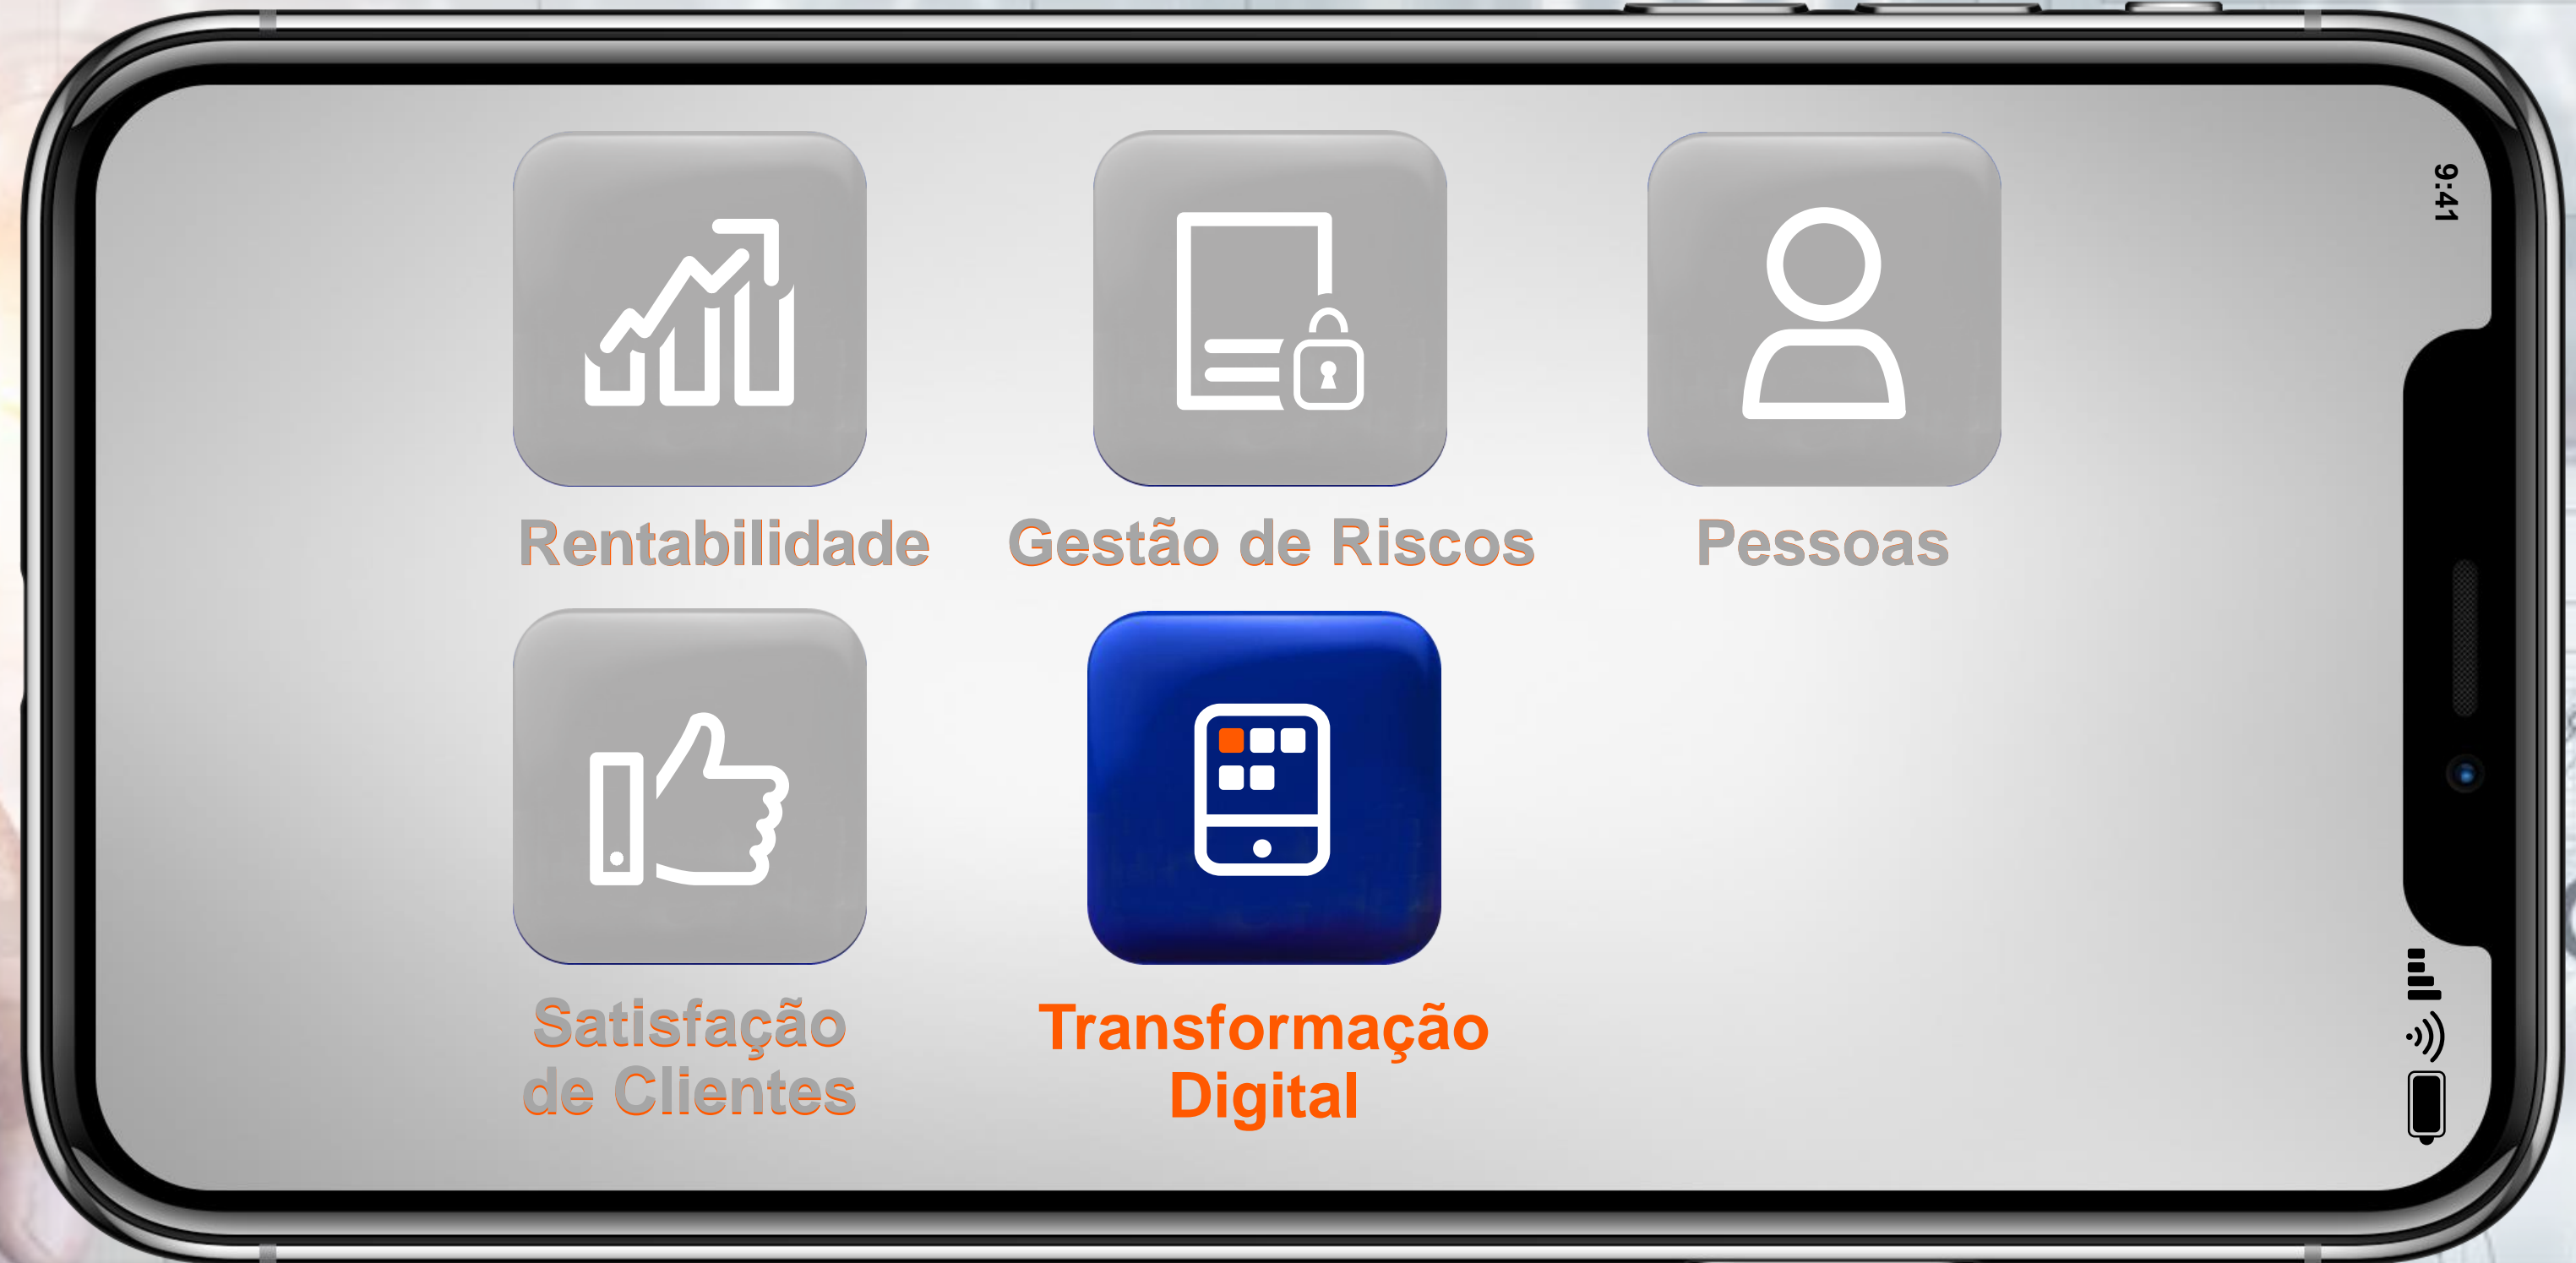 9:41
Rentabilidade
Gestão de Riscos
Pessoas
Satisfação
de Clientes
Transformação
Digital